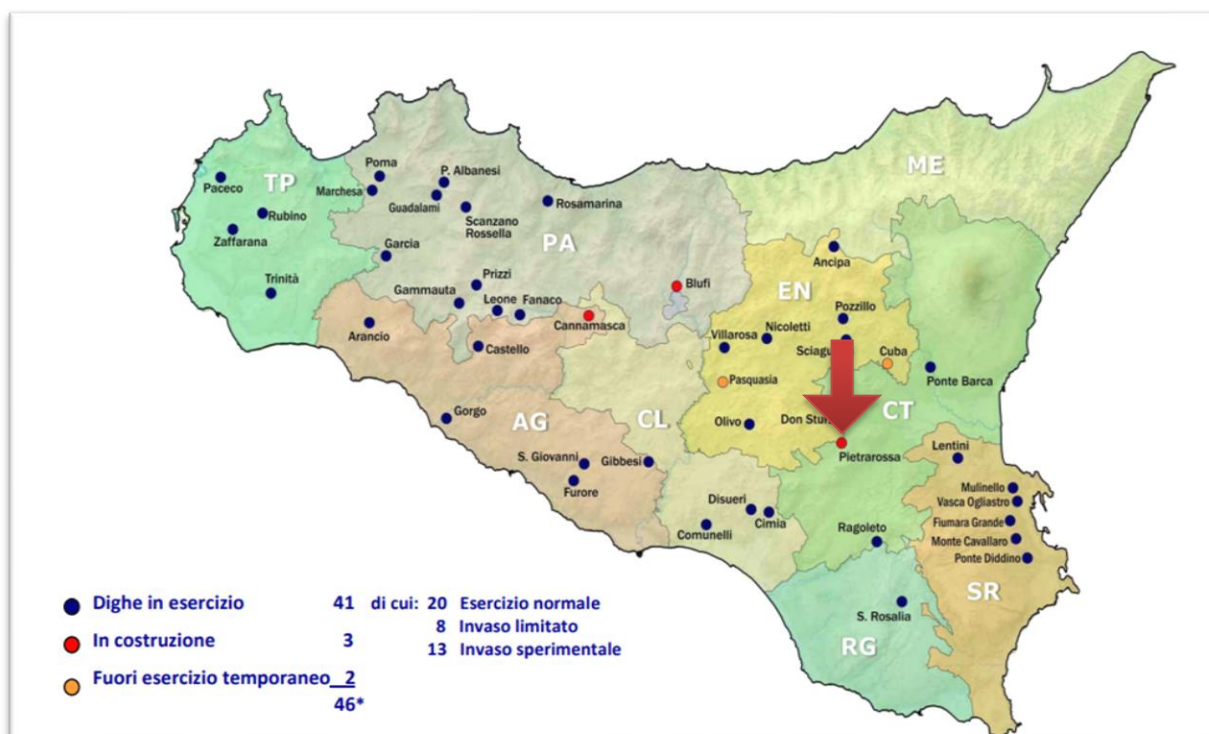 ME
Poma
P. Albanesi
Paceco
TP
Marchesa
Guadalami
Rosamarina
Rubino
Scanzano
Rossella
Zaffarana
PA
Garcia
Ancipa
Trinità
Prizzi
Blufi
EN
Gammauta
Leone
Fanaco
Pozzillo
Cannamasca
Arancio
Villarosa
Nicoletti
Castello
Cuba
Pasquasia
Ponte Barca
Gorgo
AG
CL
Olivo
Don
CT
Lentini
S. Giovanni
Gibbesi
Pietrarossa
Furore
Mulinello
Disueri
Vasca Ogliastro
Cimia
Comunelli
Ragoleto
Fiumara Grande
Monte Cavallaro
Ponte Diddino
SR
S. Rosalia
RG
Dighe in esercizio 41 di cui: 20 Esercizio normale
8 Invaso limitato
In costruzione 3
13 Invaso sperimentale
Fuori esercizio temporaneo 2
46*